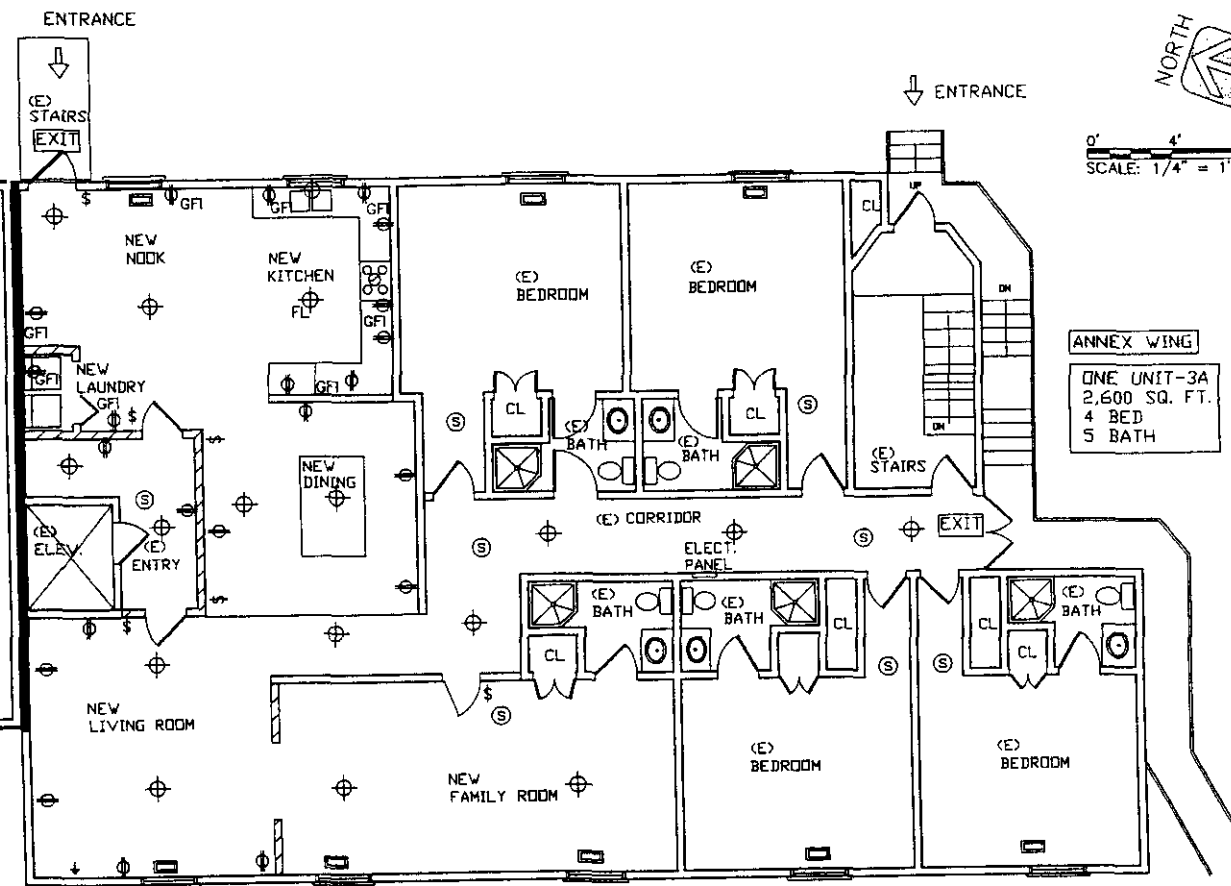 ENTRANCE
(E)
STAIRS
EXIT
ENTRANCE
NORTH
0' 4'
SCALE: 1/4" = 1'
$
GFI
GFI
NEW
NOOK
NEW
KITCHEN
FL
GFI
GFI
GFI
NEW
LAUNDRY
GFI
$
GFI
(E)
BEDROOM
(E)
BEDROOM
CL
UP
DN
DN
ANNEX WING
ONE UNIT-3A
2,600 SQ. FT.
4 BED
5 BATH
CL
CL
S
S
(E)
BATH
(E)
BATH
(E)
STAIRS
$
NEW
DINING
S
(E)
ELEV.
(E)
ENTRY
$
(E) CORRIDOR
S
S
EXIT
ELECT.
PANEL
(E)
BATH
(E)
BATH
(E)
BATH
CL
CL
CL
CL
$
NEW
LIVING ROOM
$
S
S
S
NEW
FAMILY ROOM
(E)
BEDROOM
(E)
BEDROOM